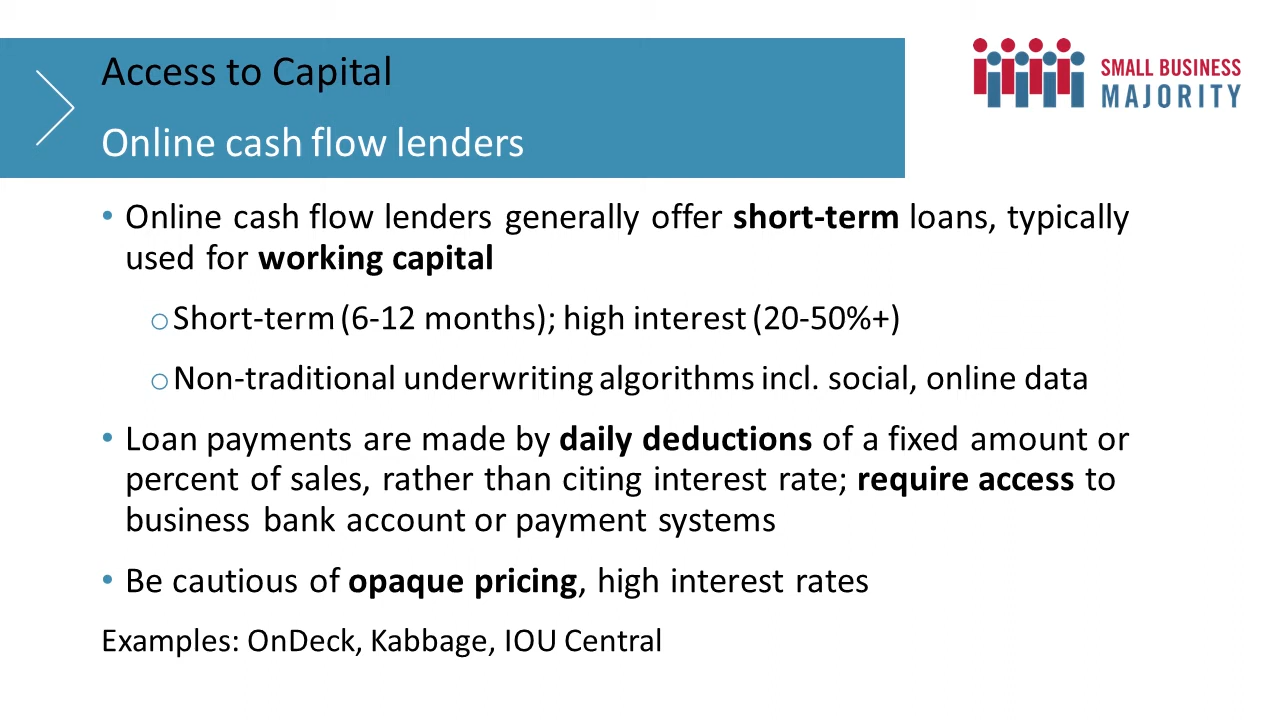 Access to Capital
SMALL BUSINESS
MAJORITY
Online cash flow lenders
• Online cash flow lenders generally offer short-term loans, typically
used for working capital
o Short-term (6-12 months); high interest (20-50%+)
o Non-traditional underwriting algorithms incl. social, online data
• Loan payments are made by daily deductions of a fixed amount or
percent of sales, rather than citing interest rate; require access to
business bank account or payment systems
• Be cautious of opaque pricing, high interest rates
Examples: OnDeck, Kabbage, IOU Central